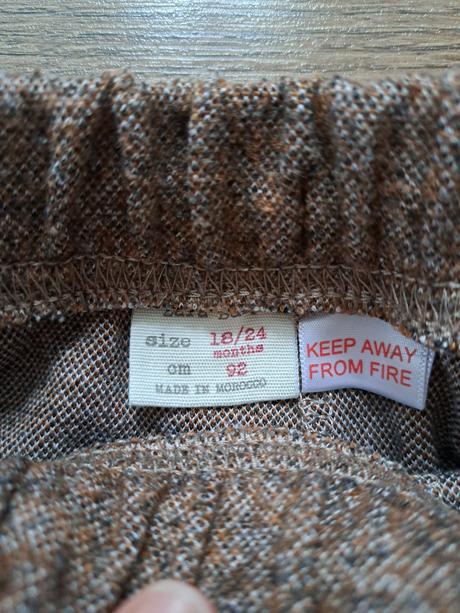 size 18/24
months
cm 92
MADE IN MOROCCO
KEEP AWAY
FROM FIRE